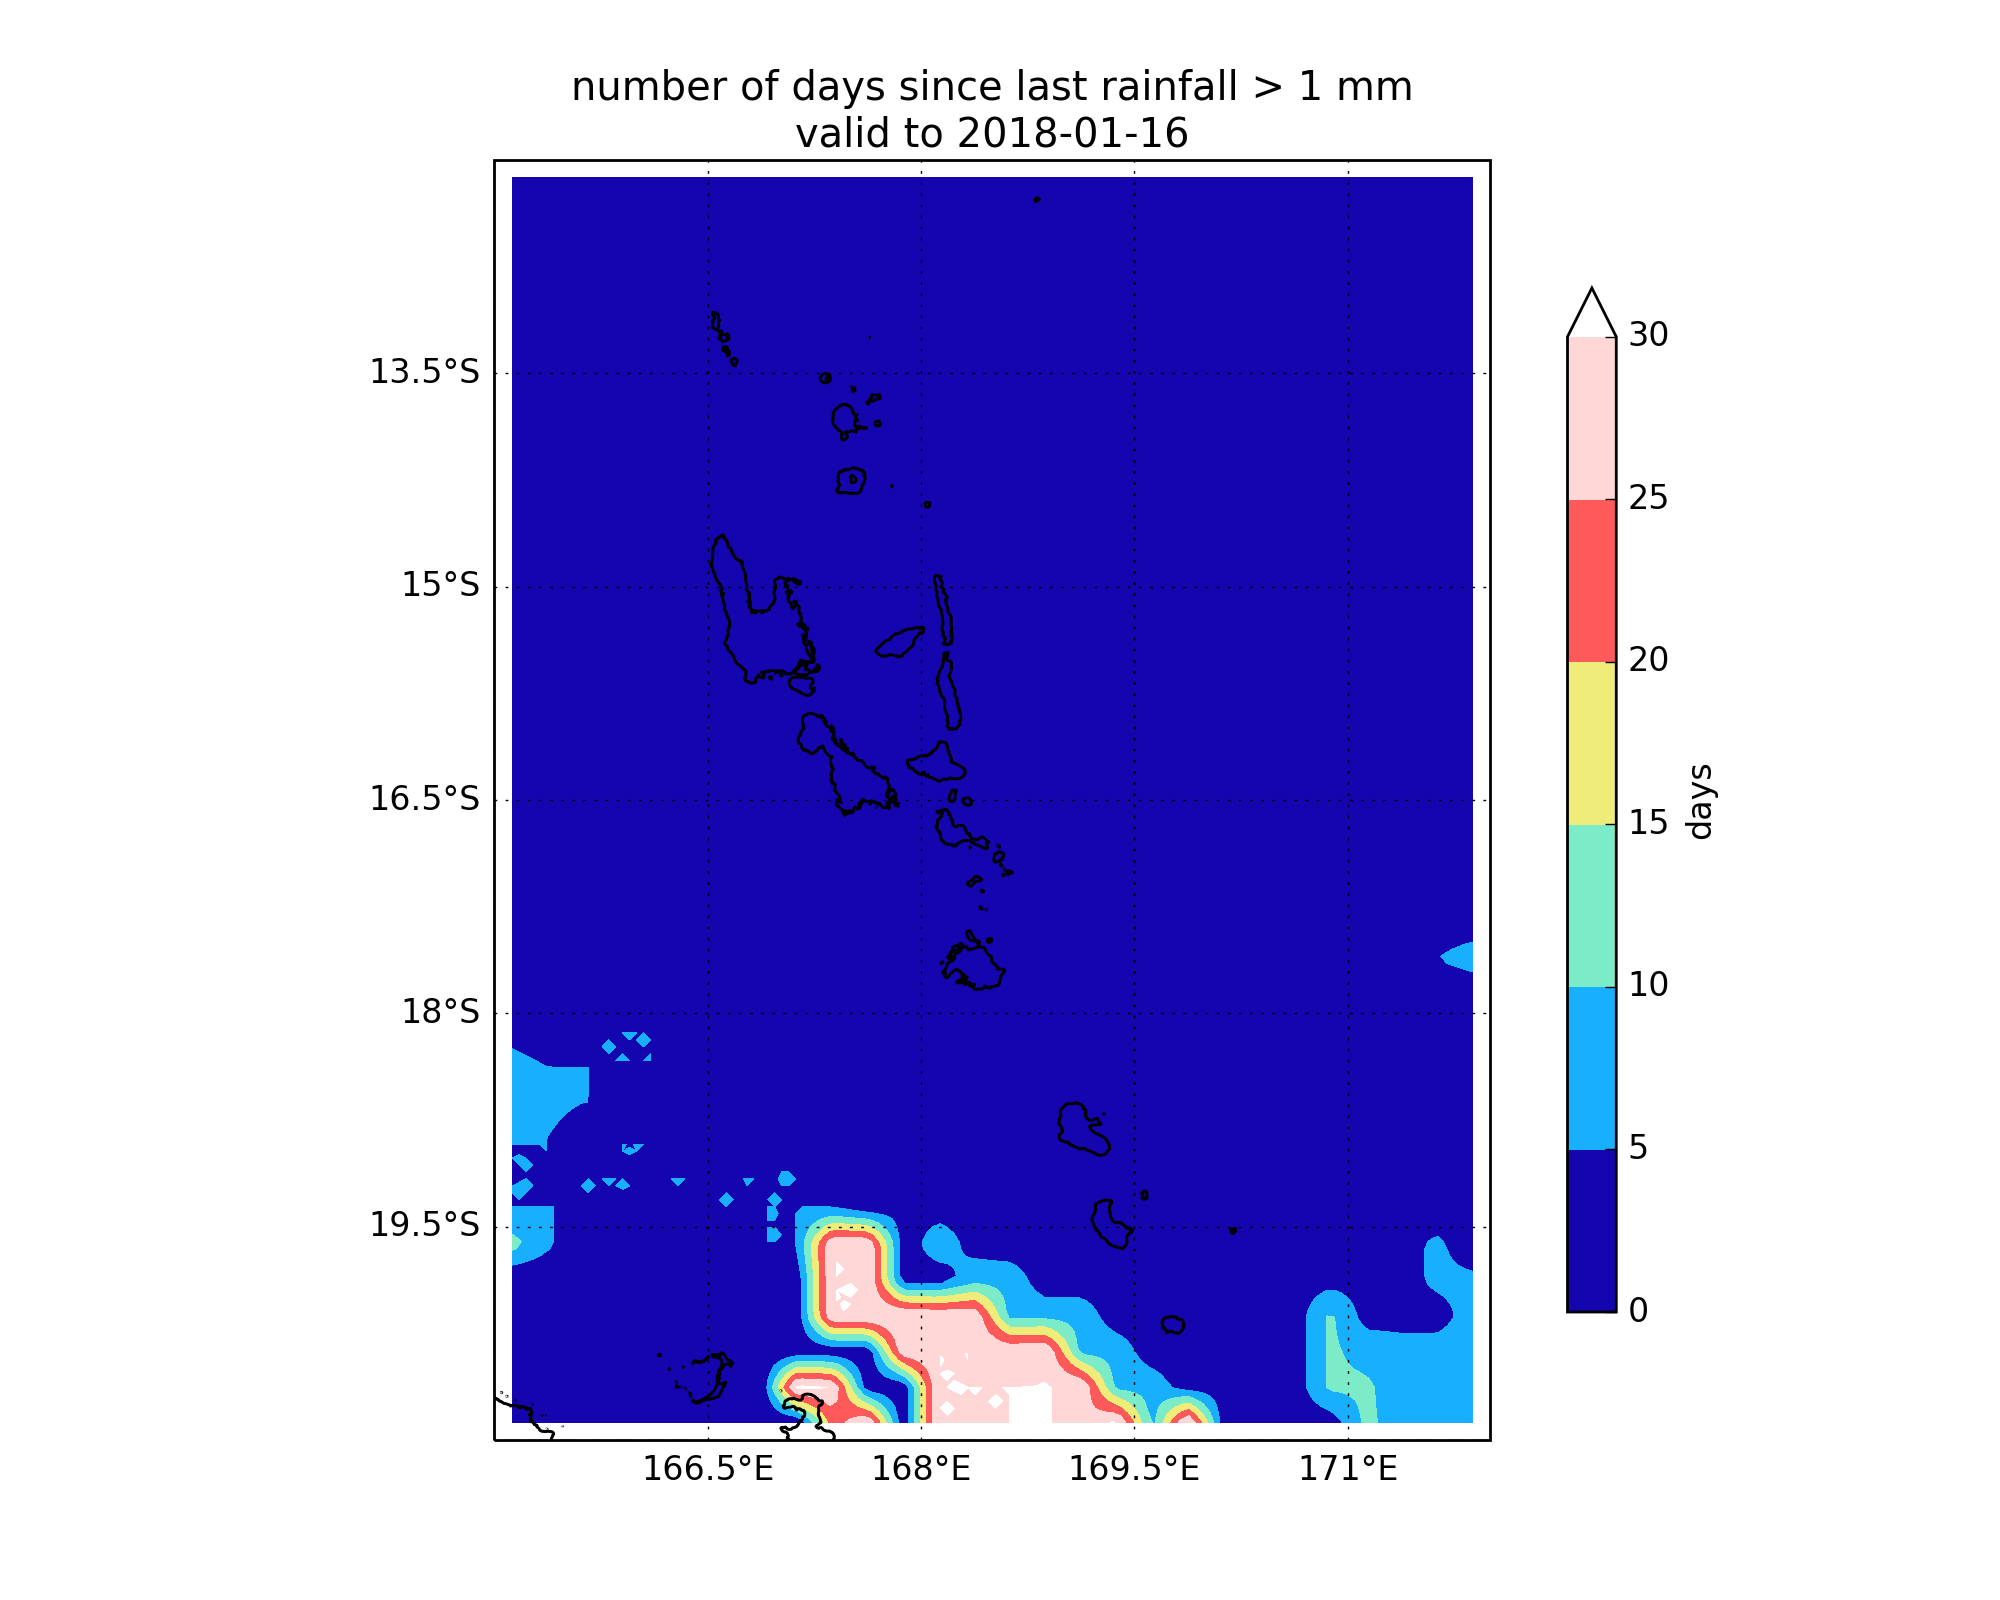 number of days since last rainfall > 1 mm
valid to 2018-01-16
13.5°S
15°S
16.5°S
18°S
19.5°S
166.5°E
168°E
169.5°E
171°E
30
25
20
15
10
5
0
days